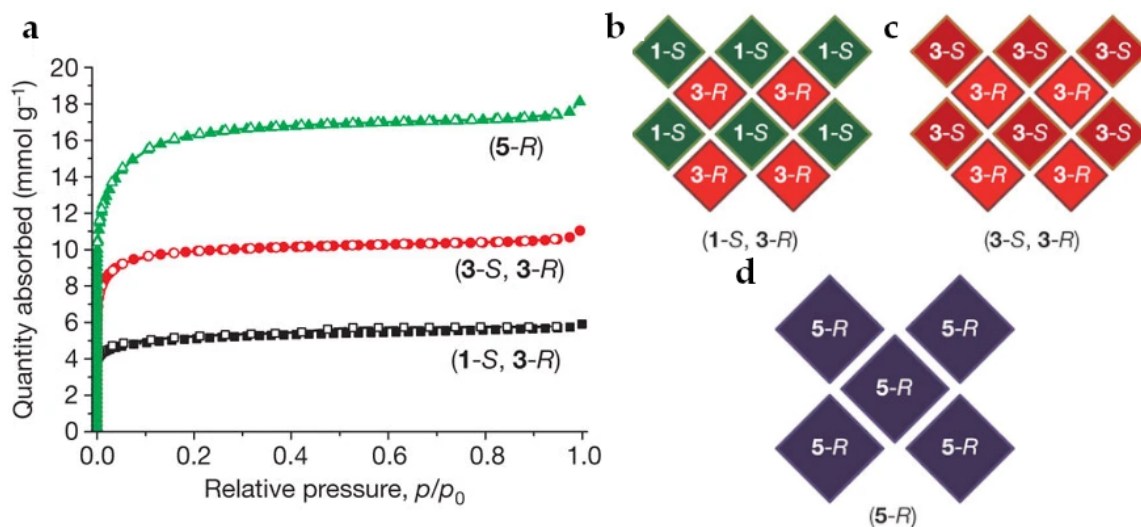 a
20
18
16
14
12
10
8
6
4
2
0
Quantity absorbed (mmol g⁻¹)
(5-R)
(3-S, 3-R)
(1-S, 3-R)
0.0 0.2 0.4 0.6 0.8 1.0
Relative pressure, p/p₀
b
1-S 1-S 1-S
3-R 3-R
1-S 1-S 1-S
3-R 3-R
(1-S, 3-R)
c
3-S 3-S 3-S
3-R 3-R
3-S 3-S 3-S
3-R 3-R
(3-S, 3-R)
d
5-R 5-R
5-R
5-R 5-R
(5-R)